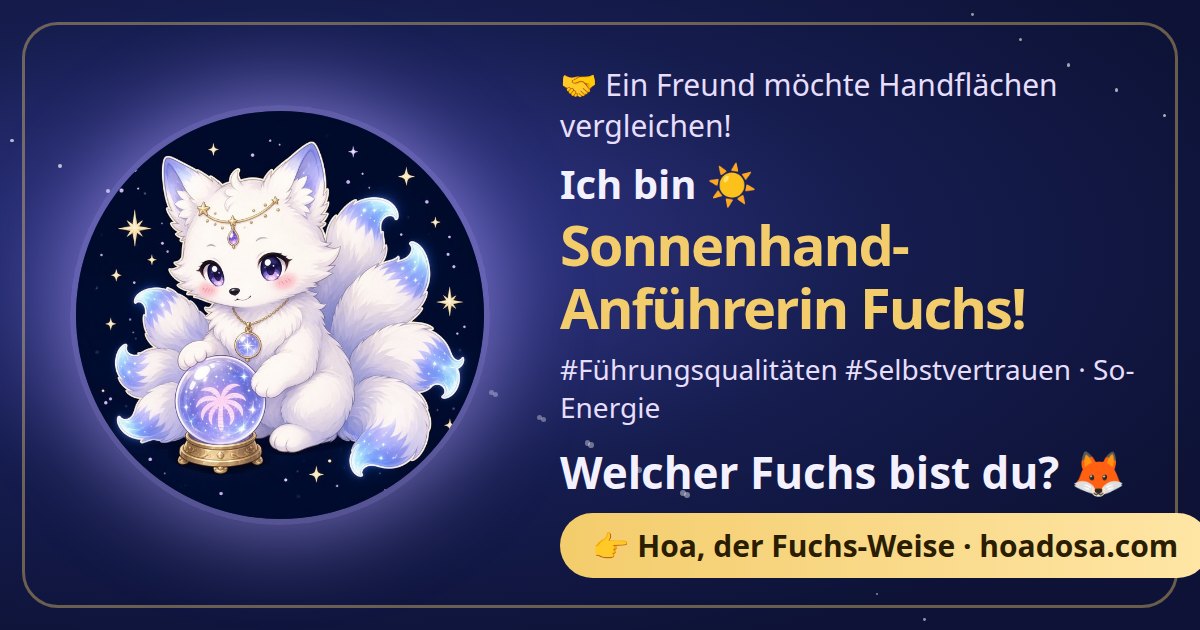 🤝 Ein Freund möchte Handflächen
vergleichen!
Ich bin ☀️
Sonnenhand-
Anführerin Fuchs!
#Führungsqualitäten #Selbstvertrauen · So-
Energie
Welcher Fuchs bist du? 🦊
👉 Hoa, der Fuchs-Weise · hoadosa.com